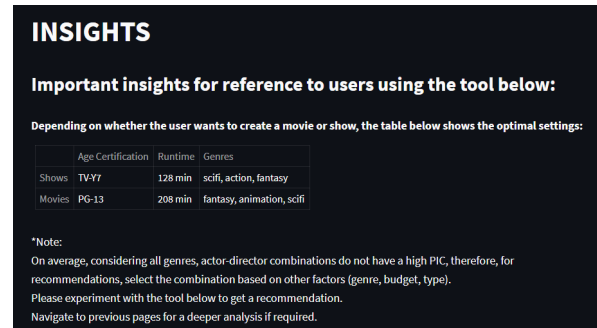 INSIGHTS
Important insights for reference to users using the tool below:
Depending on whether the user wants to create a movie or show, the table below shows the optimal settings:
Age Certification Runtime Genres
Shows TV-Y7 128 min scifi, action, fantasy
Movies PG-13 208 min fantasy, animation, scifi
*Note:
On average, considering all genres, actor-director combinations do not have a high PIC, therefore, for
recommendations, select the combination based on other factors (genre, budget, type).
Please experiment with the tool below to get a recommendation.
Navigate to previous pages for a deeper analysis if required.